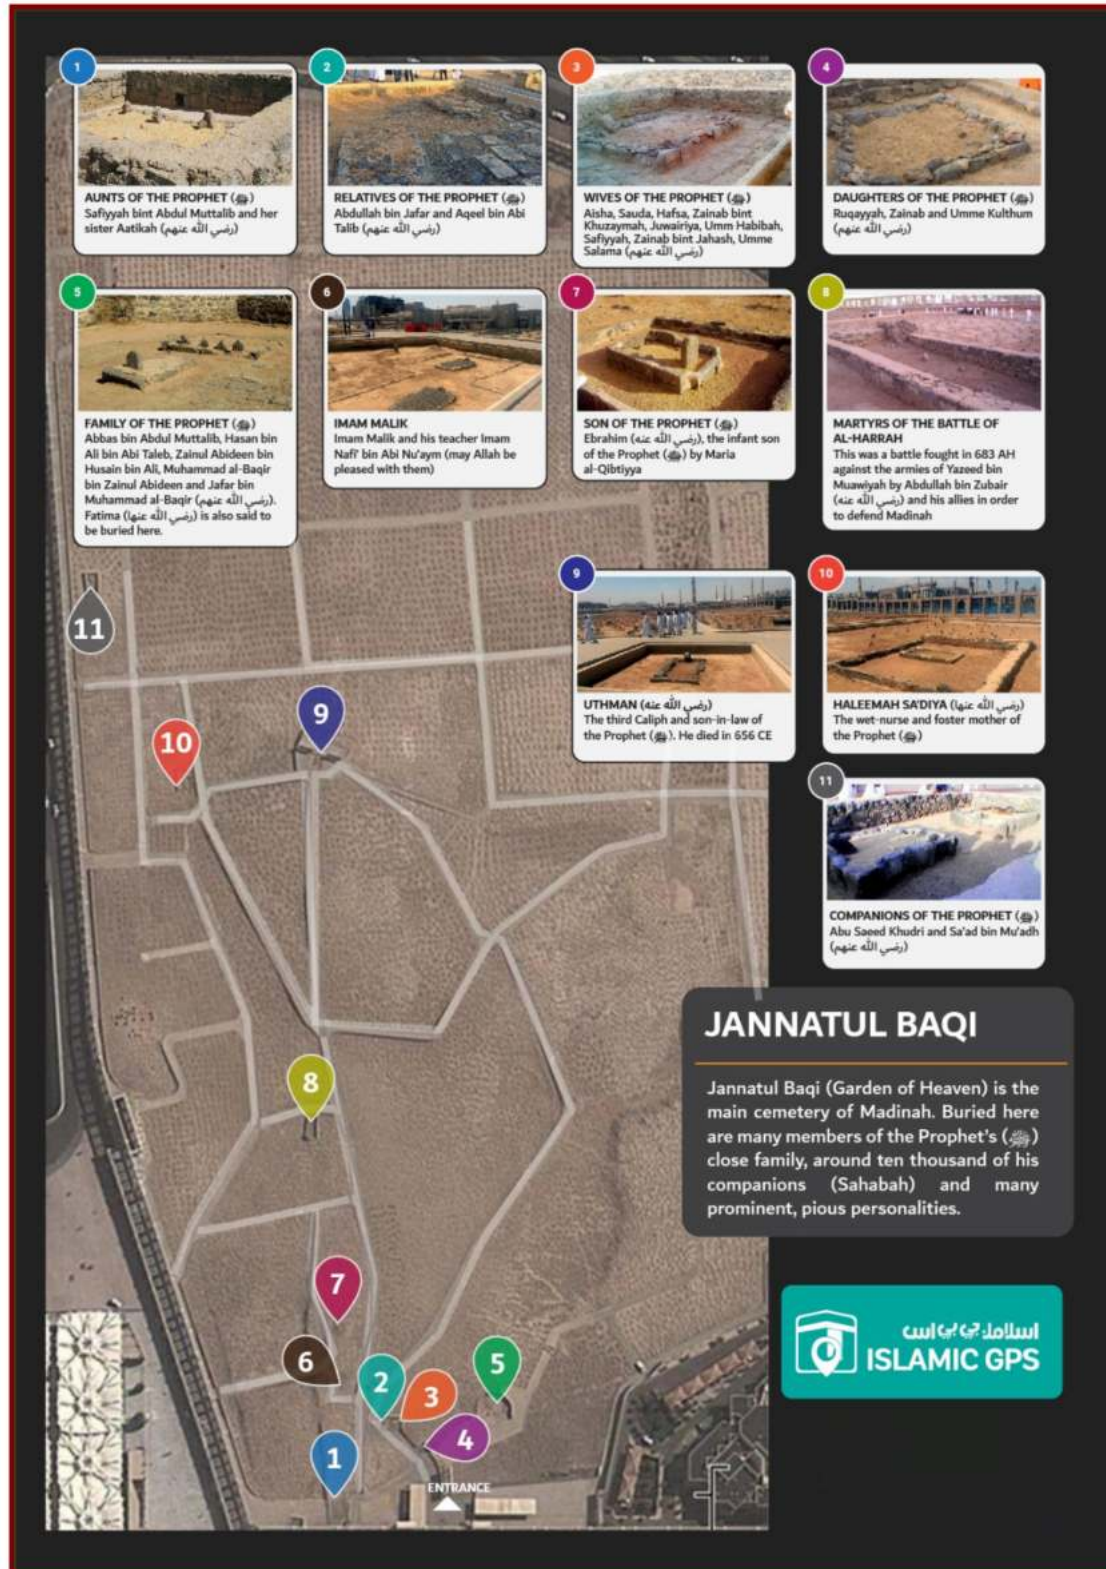 1
AUNTS OF THE PROPHET (ﷺ)
Safiyyah bint Abdul Muttalib and her
sister Aatikah (رضي الله عنهم)
2
RELATIVES OF THE PROPHET (ﷺ)
Abdullah bin Jafar and Aqeel bin Abi
Talib (رضي الله عنهم)
3
WIVES OF THE PROPHET (ﷺ)
Aisha, Sauda, Hafsa, Zainab bint
Khuzaymah, Juwairiya, Umm Habibah,
Safiyyah, Zainab bint Jahash, Umme
Salama (رضي الله عنهم)
4
DAUGHTERS OF THE PROPHET (ﷺ)
Ruqayyah, Zainab and Umme Kulthum
(رضي الله عنهم)
5
FAMILY OF THE PROPHET (ﷺ)
Abbas bin Abdul Muttalib, Hasan bin
Ali bin Abi Taleb, Zainul Abideen bin
Husain bin Ali, Muhammad al-Baqir
bin Zainul Abideen and Jafar bin
Muhammad al-Baqir (رضي الله عنهم).
Fatima (رضي الله عنها) is also said to
be buried here.
6
IMAM MALIK
Imam Malik and his teacher Imam
Nafi' bin Abi Nu'aym (may Allah be
pleased with them)
7
SON OF THE PROPHET (ﷺ)
Ebrahim (رضي الله عنه), the infant son
of the Prophet (ﷺ) by Maria
al-Qibtiyya
8
MARTYRS OF THE BATTLE OF
AL-HARRAH
This was a battle fought in 683 AH
against the armies of Yazeed bin
Muawiyah by Abdullah bin Zubair
(رضي الله عنه) and his allies in order
to defend Madinah
9
UTHMAN (رضي الله عنه)
The third Caliph and son-in-law of
the Prophet (ﷺ). He died in 656 CE
10
HALEEMAH SA'DIYA (رضي الله عنها)
The wet-nurse and foster mother of
the Prophet (ﷺ)
11
COMPANIONS OF THE PROPHET (ﷺ)
Abu Saeed Khudri and Sa'ad bin Mu'adh
(رضي الله عنهم)
11
9
10
8
7
6
2
3
5
4
1
ENTRANCE
JANNATUL BAQI
Jannatul Baqi (Garden of Heaven) is the
main cemetery of Madinah. Buried here
are many members of the Prophet's (ﷺ)
close family, around ten thousand of his
companions (Sahabah) and many
prominent, pious personalities.
اسلامك جي بي اس
ISLAMIC GPS